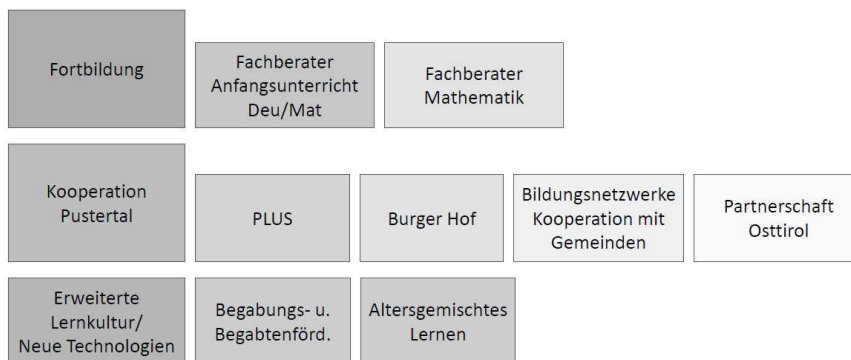 Fortbildung
Fachberater
Anfangsunterricht
Deu/Mat
Fachberater
Mathematik
Kooperation
Pustertal
PLUS
Burger Hof
Bildungsnetzwerke
Kooperation mit
Gemeinden
Partnerschaft
Osttirol
Erweiterte
Lernkultur/
Neue Technologien
Begabungs- u.
Begabtenförd.
Altersgemischtes
Lernen